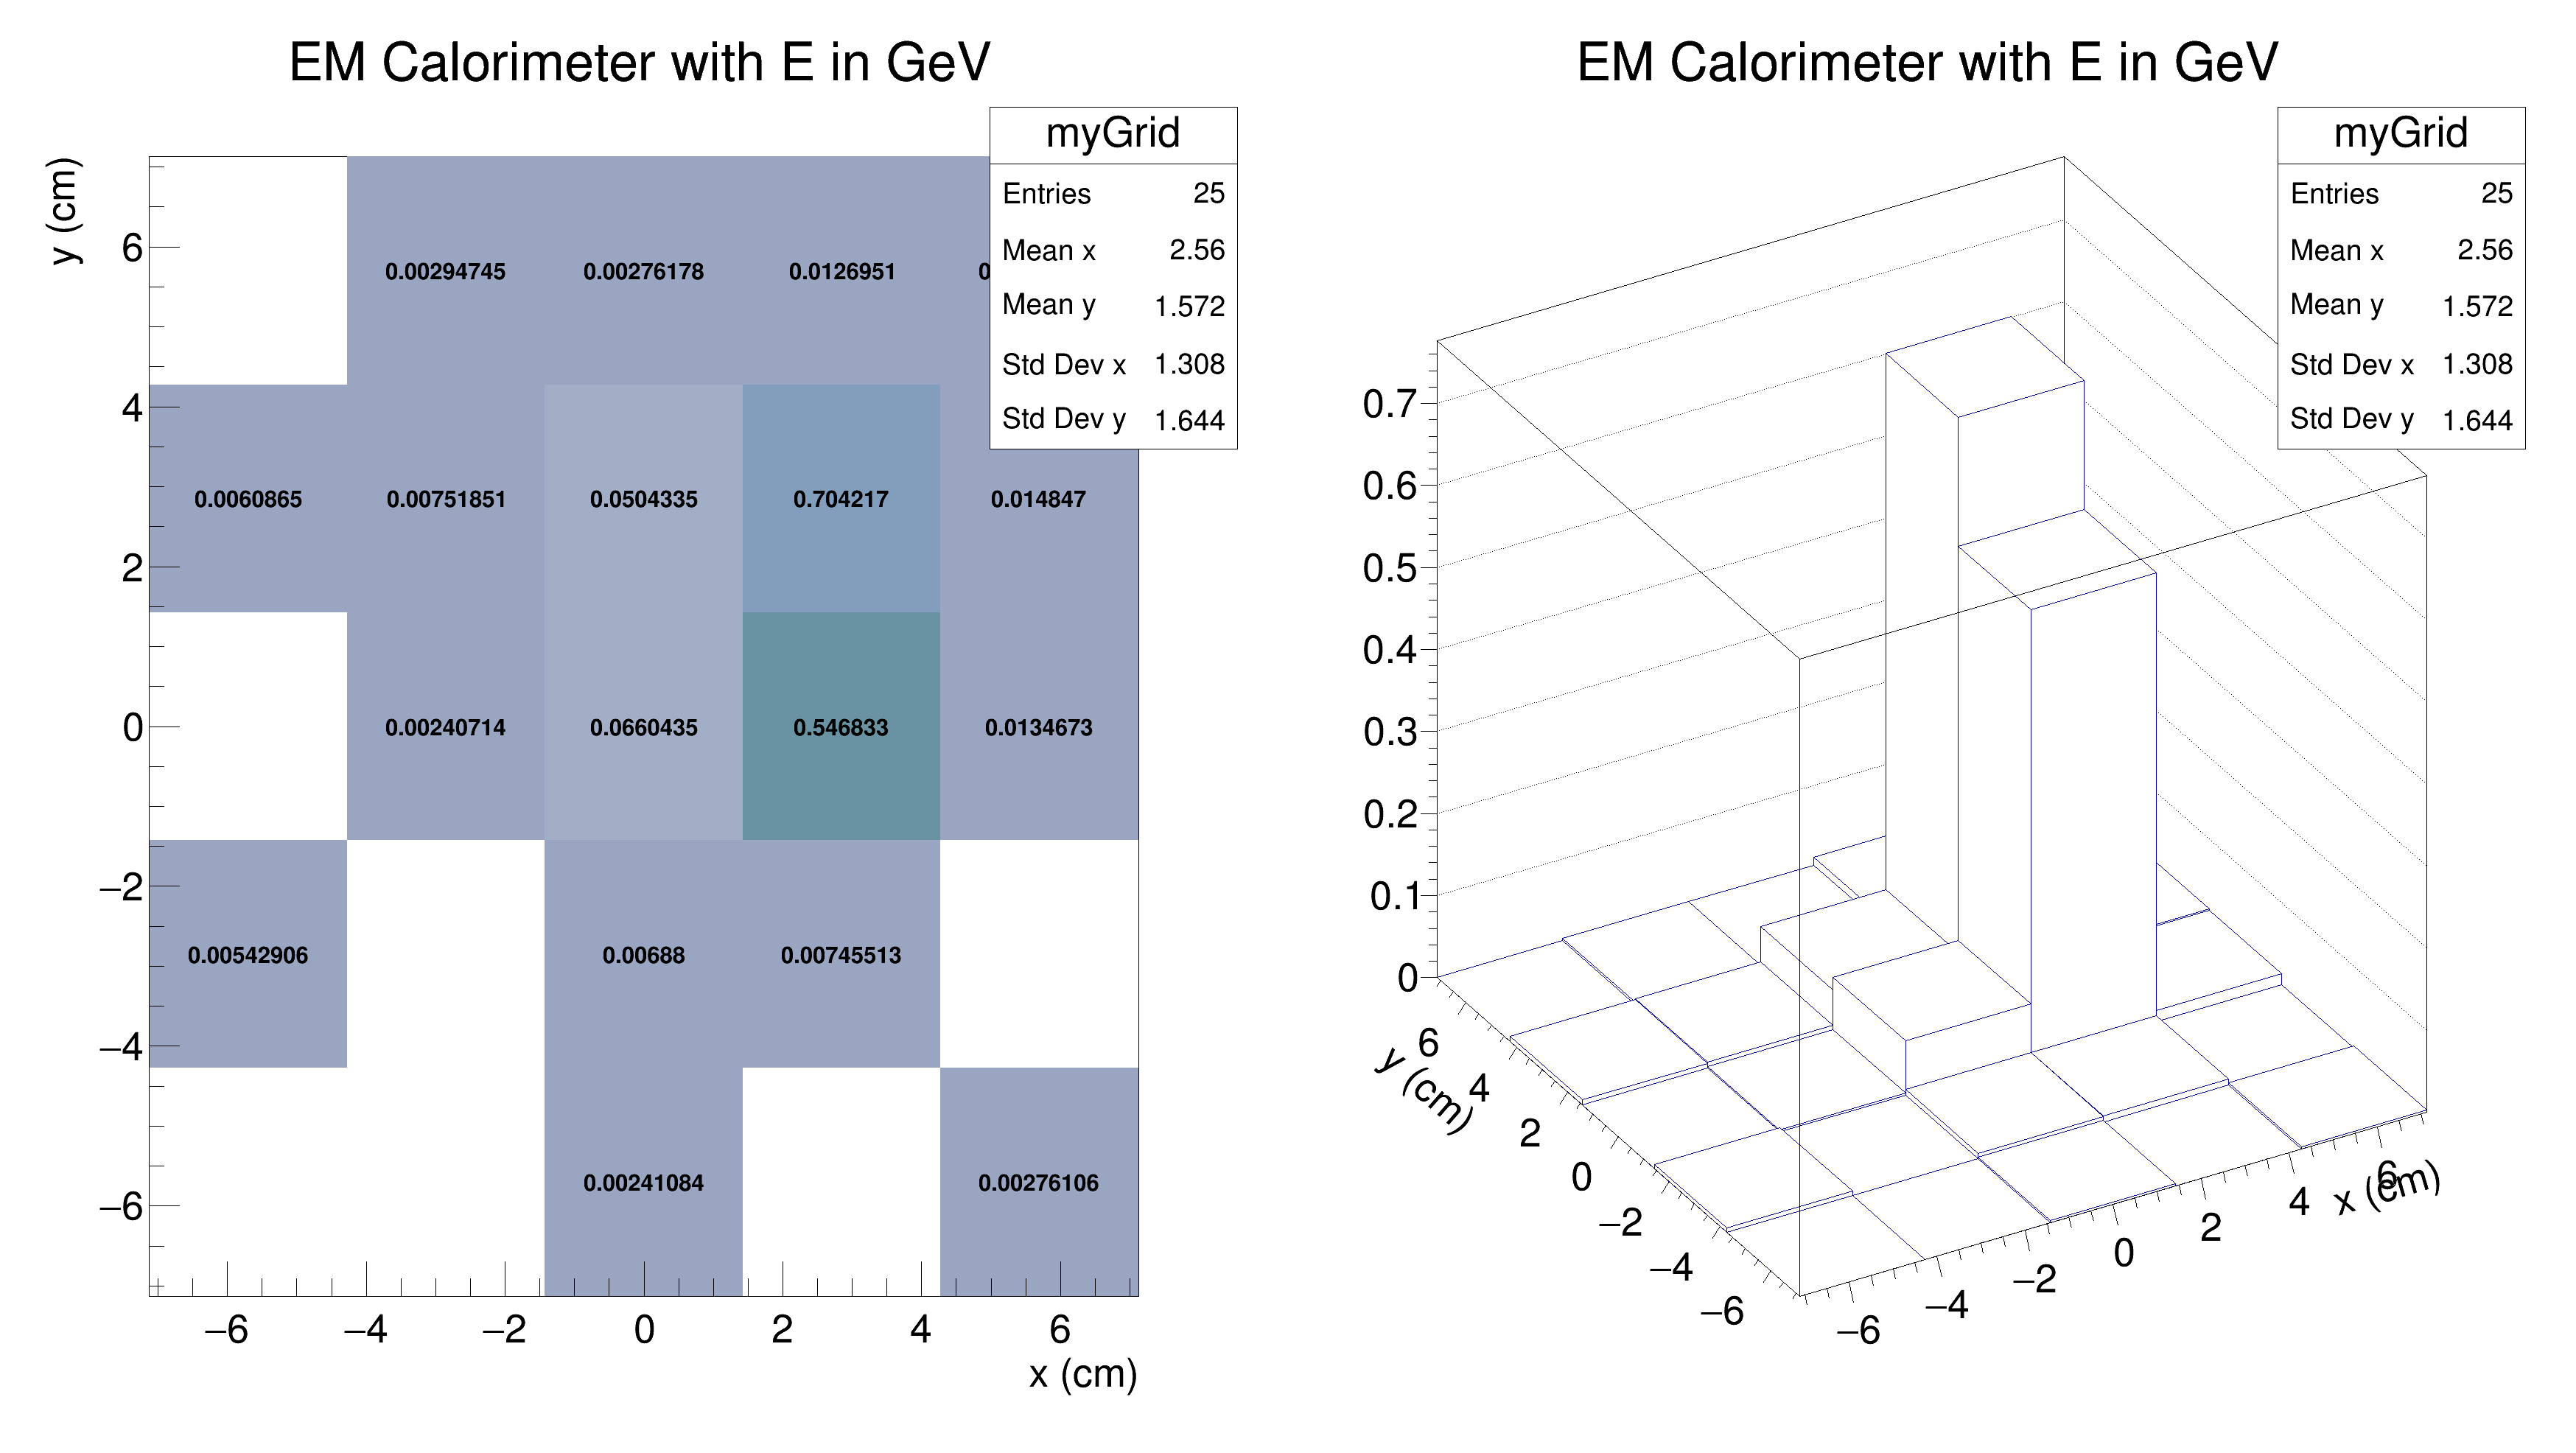 EM Calorimeter with E in GeV
myGrid
Entries 25
Mean x 2.56
Mean y 1.572
Std Dev x 1.308
Std Dev y 1.644
y (cm)
6
4
2
0
−2
−4
−6
0.00294745 0.00276178 0.0126951
0.0060865 0.00751851 0.0504335 0.704217 0.014847
0.00240714 0.0660435 0.546833 0.0134673
0.00542906 0.00688 0.00745513
0.00241084 0.00276106
−6 −4 −2 0 2 4 6
x (cm)
EM Calorimeter with E in GeV
myGrid
Entries 25
Mean x 2.56
Mean y 1.572
Std Dev x 1.308
Std Dev y 1.644
0.7
0.6
0.5
0.4
0.3
0.2
0.1
0
y (cm)
6
4
2
0
−2
−4
−6
−6 −4 −2 0 2 4 6
x (cm)